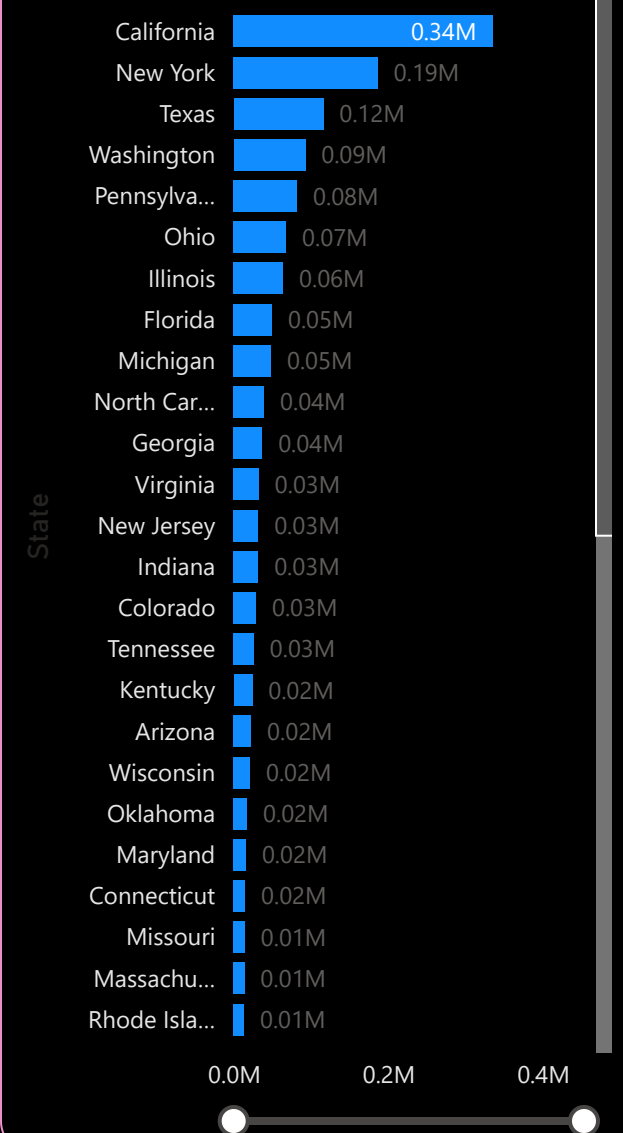 California 0.34M
New York 0.19M
Texas 0.12M
Washington 0.09M
Pennsylva... 0.08M
Ohio 0.07M
Illinois 0.06M
Florida 0.05M
Michigan 0.05M
North Car... 0.04M
Georgia 0.04M
Virginia 0.03M
New Jersey 0.03M
Indiana 0.03M
Colorado 0.03M
Tennessee 0.03M
Kentucky 0.02M
Arizona 0.02M
Wisconsin 0.02M
Oklahoma 0.02M
Maryland 0.02M
Connecticut 0.02M
Missouri 0.01M
Massachu... 0.01M
Rhode Isla... 0.01M
State
0.0M 0.2M 0.4M